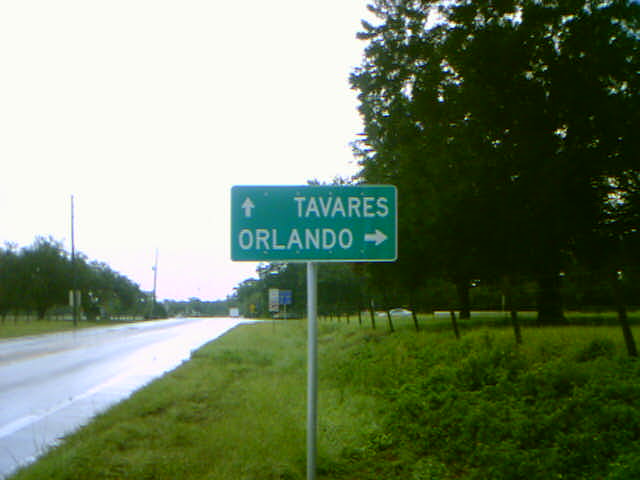 ↑ TAVARES
ORLANDO →